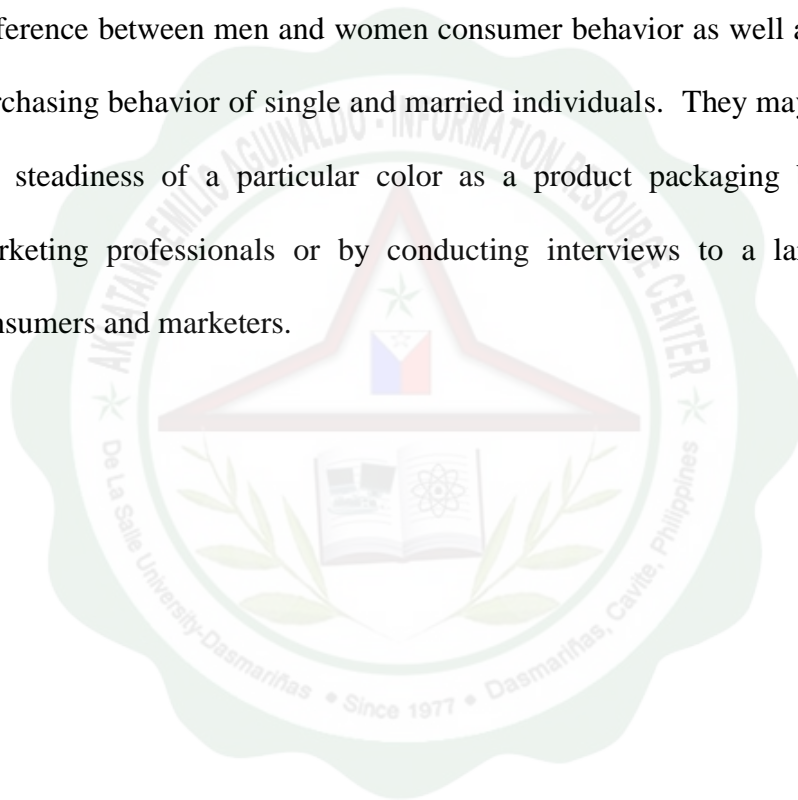 fference between men and women consumer behavior as well a
rchasing behavior of single and married individuals. They may
steadiness of a particular color as a product packaging
rketing professionals or by conducting interviews to a la
nsumers and marketers.
AKLATANG EMILIO AGUINALDO - INFORMATION RESOURCE CENTER
De La Salle University-Dasmariñas * Since 1977 * Dasmariñas, Cavite, Philippines